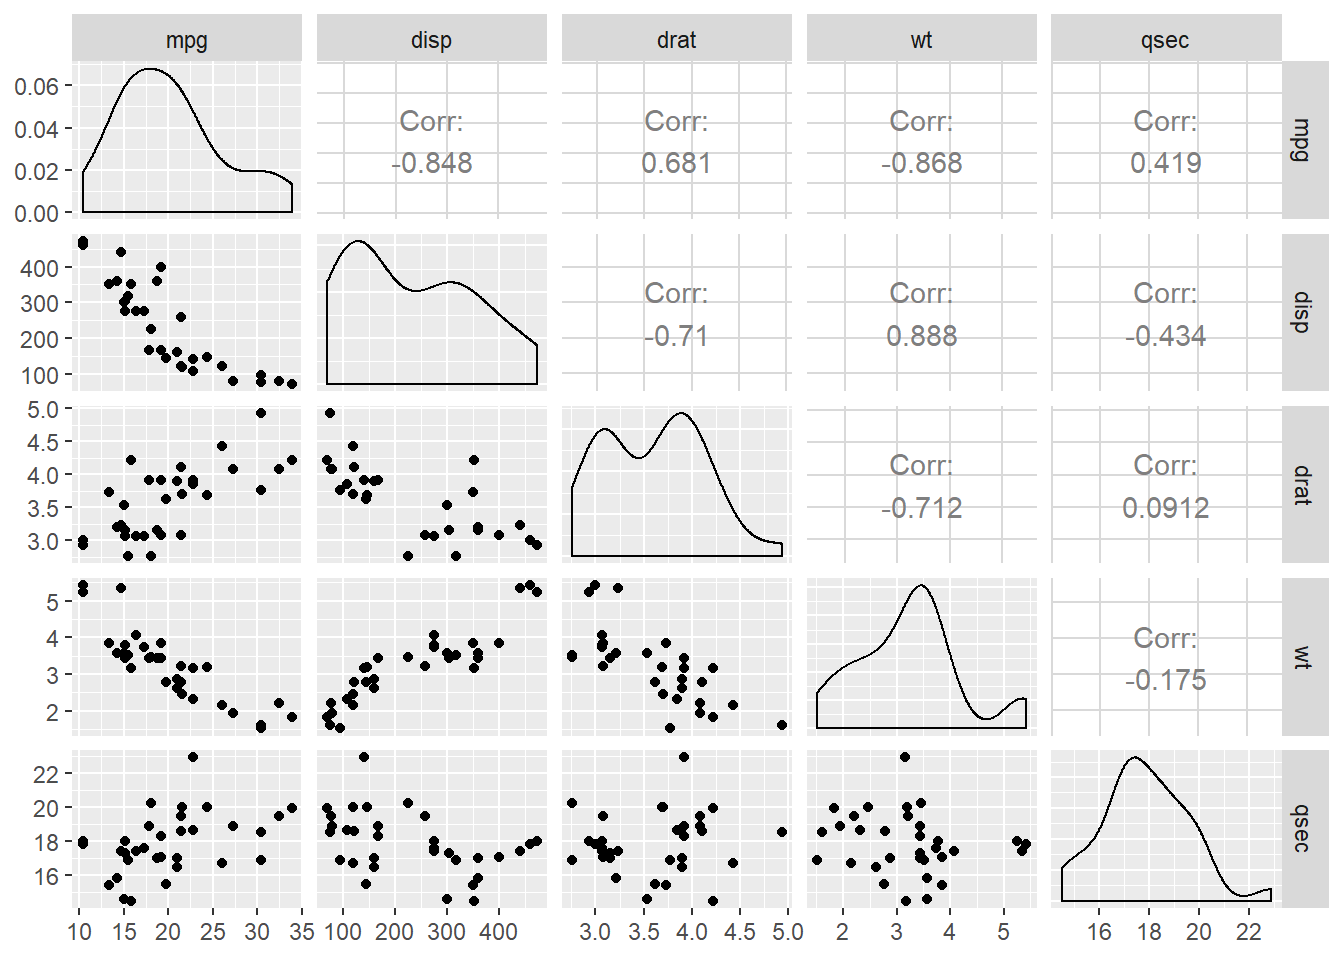 mpg disp drat wt qsec
0.06
0.04
0.02
0.00
Corr:
-0.848
Corr:
0.681
Corr:
-0.868
Corr:
0.419
mpg
400
300
200
100
Corr:
-0.71
Corr:
0.888
Corr:
-0.434
disp
5.0
4.5
4.0
3.5
3.0
Corr:
-0.712
Corr:
0.0912
drat
5
4
3
2
Corr:
-0.175
wt
22
20
18
16
qsec
10 15 20 25 30 35 100 200 300 400 3.0 3.5 4.0 4.5 5.0 2 3 4 5 16 18 20 22